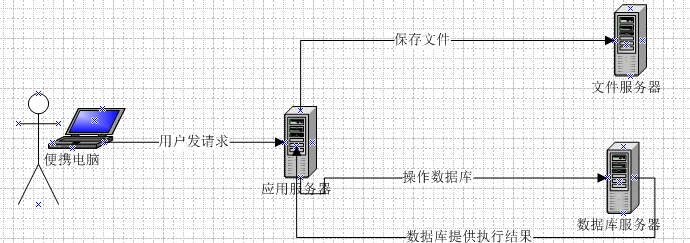 保存文件
文件服务器
用户发请求
便携电脑
应用服务器
操作数据库
数据库服务器
数据库提供执行结果